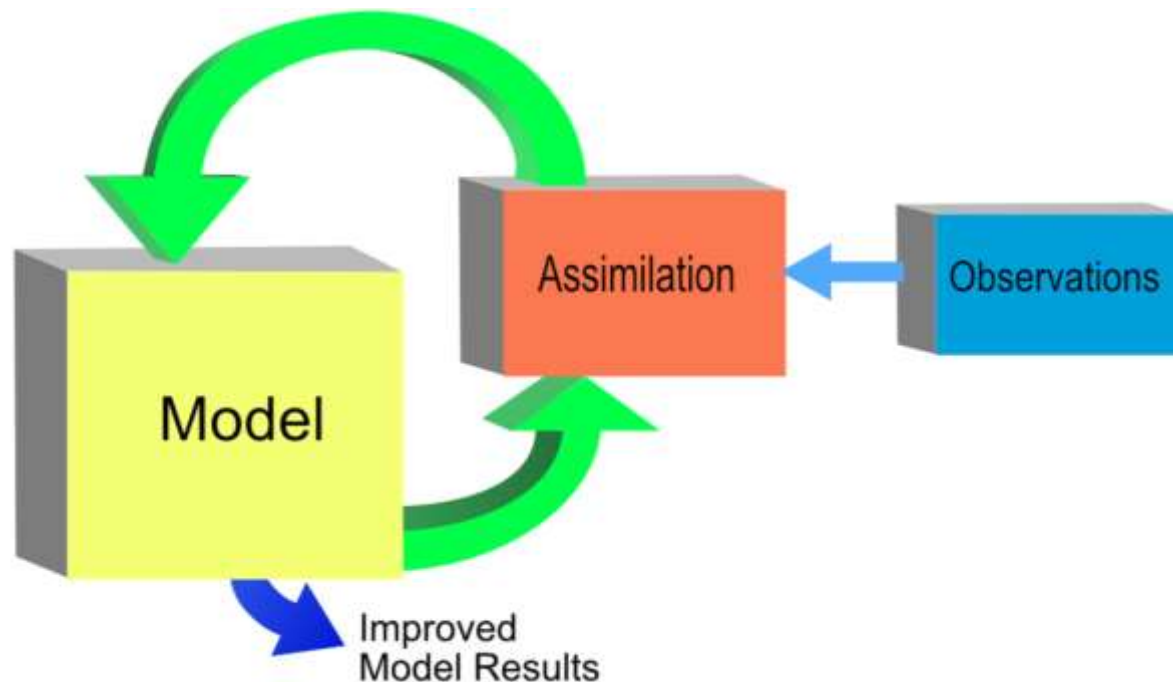 Assimilation
Observations
Model
Improved
Model Results